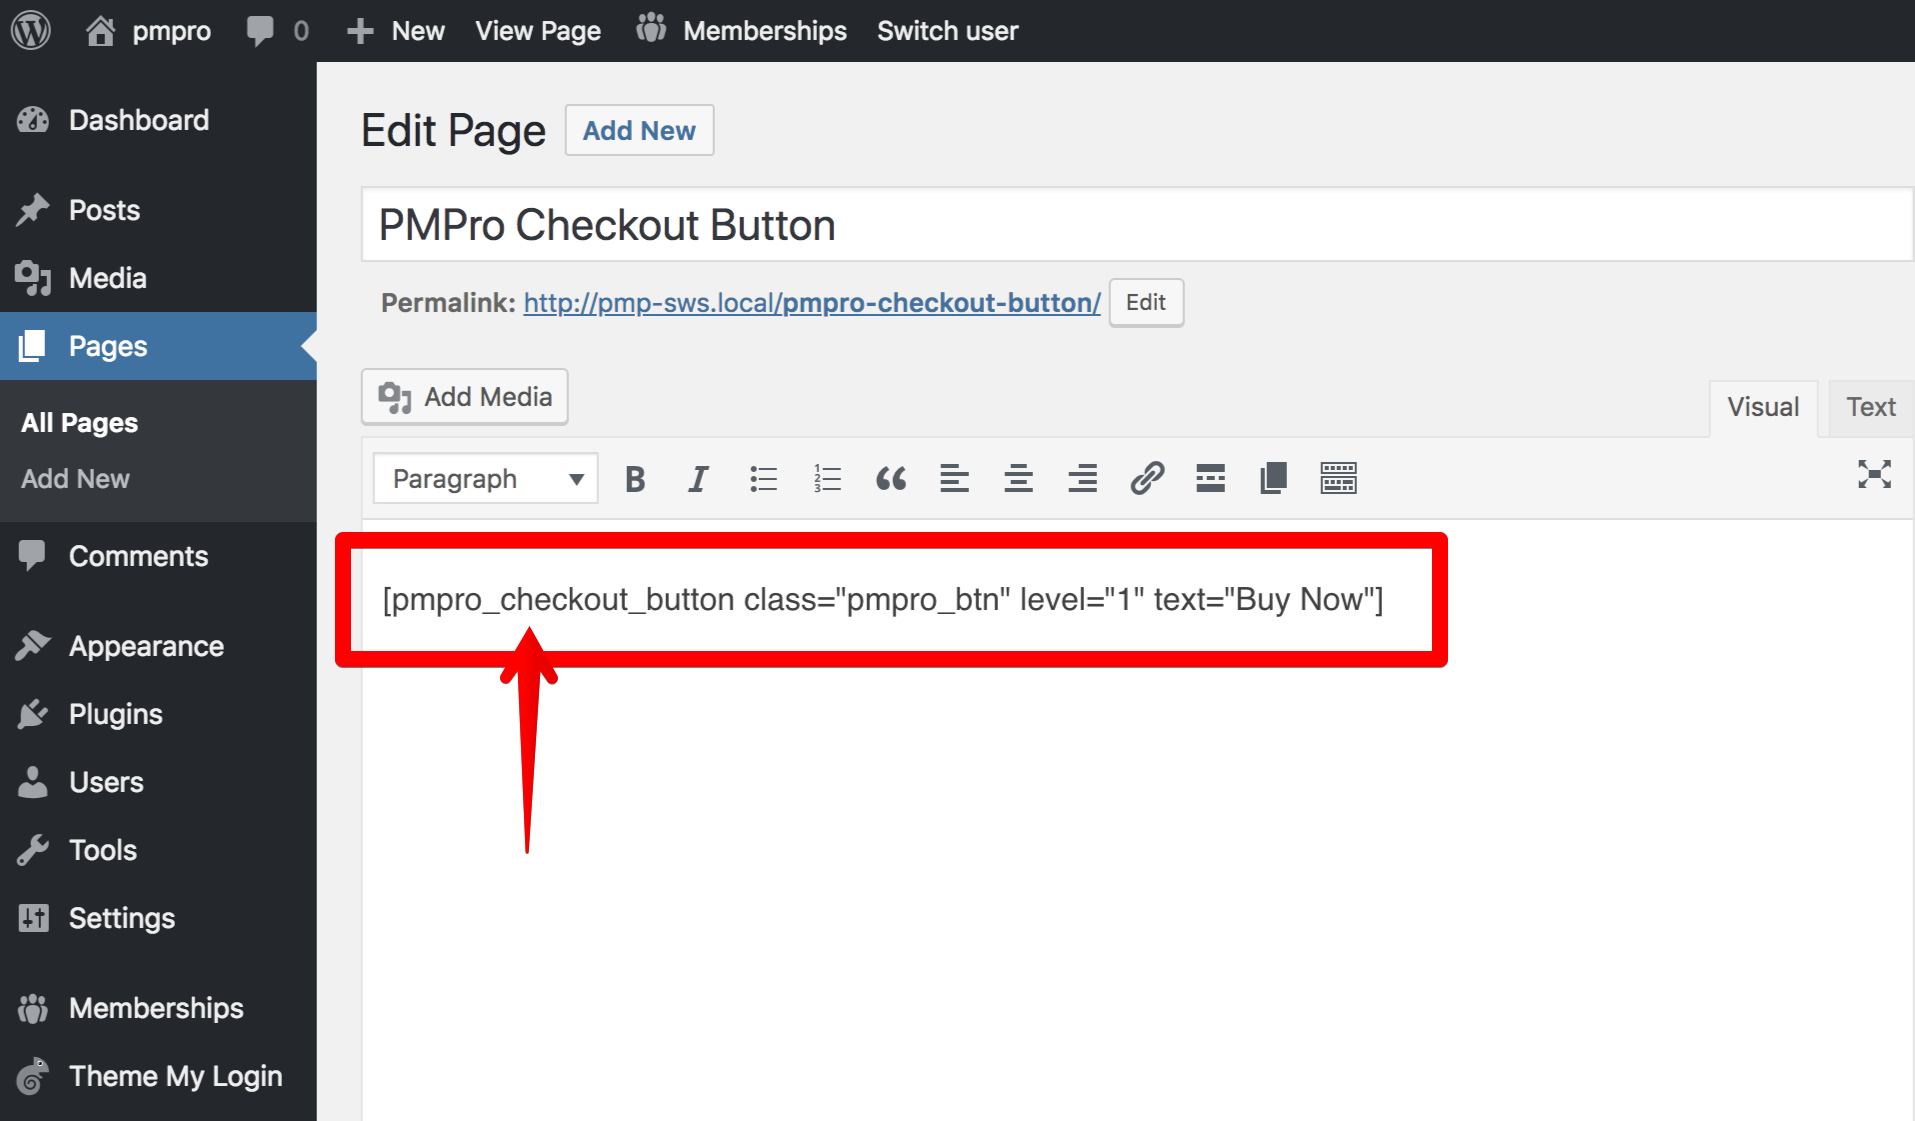 pmpro 0 New View Page Memberships Switch user
Dashboard
Posts
Media
Pages
All Pages
Add New
Comments
Appearance
Plugins
Users
Tools
Settings
Memberships
Theme My Login
Edit Page Add New
PMPro Checkout Button
Permalink: http://pmp-sws.local/pmpro-checkout-button/ Edit
Add Media
Visual Text
Paragraph
[pmpro_checkout_button class="pmpro_btn" level="1" text="Buy Now"]